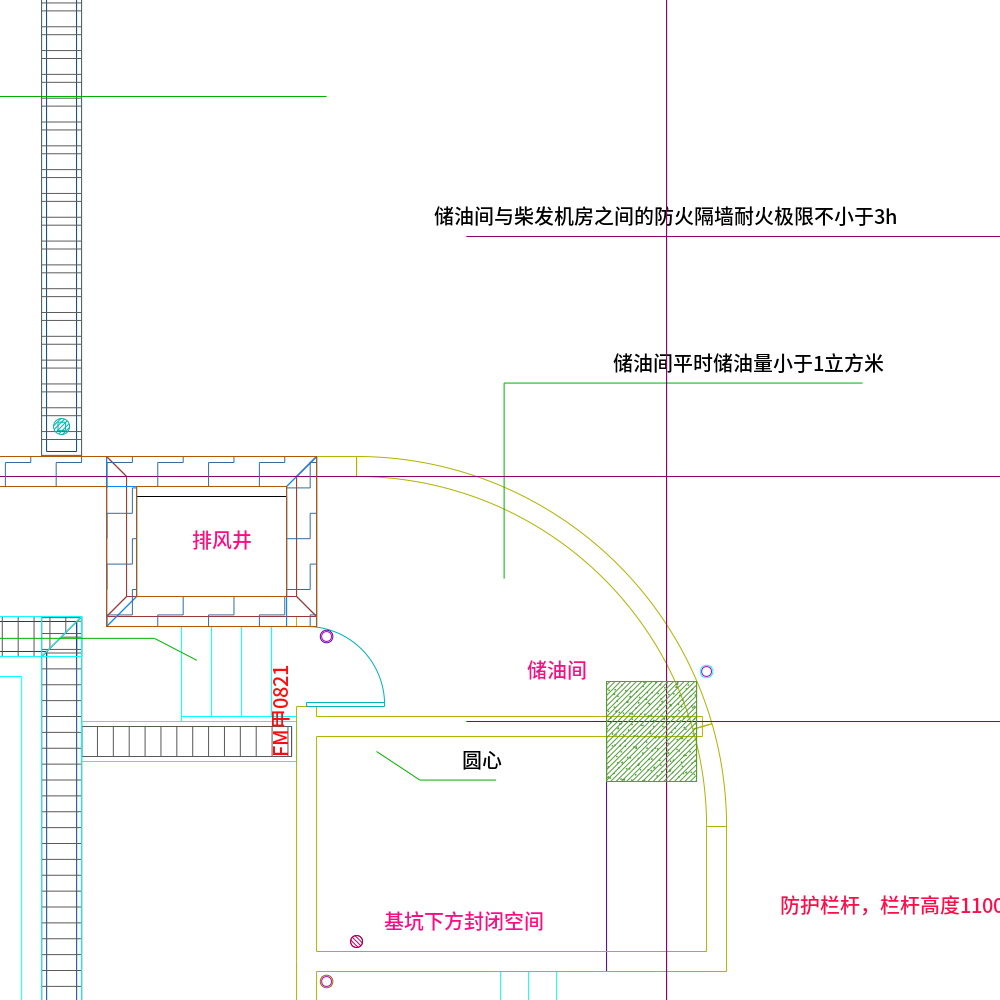 储油间与柴发机房之间的防火隔墙耐火极限不小于3h
储油间平时储油量小于1立方米
排风井
储油间
FM甲0821
圆心
防护栏杆，栏杆高度1100
基坑下方封闭空间